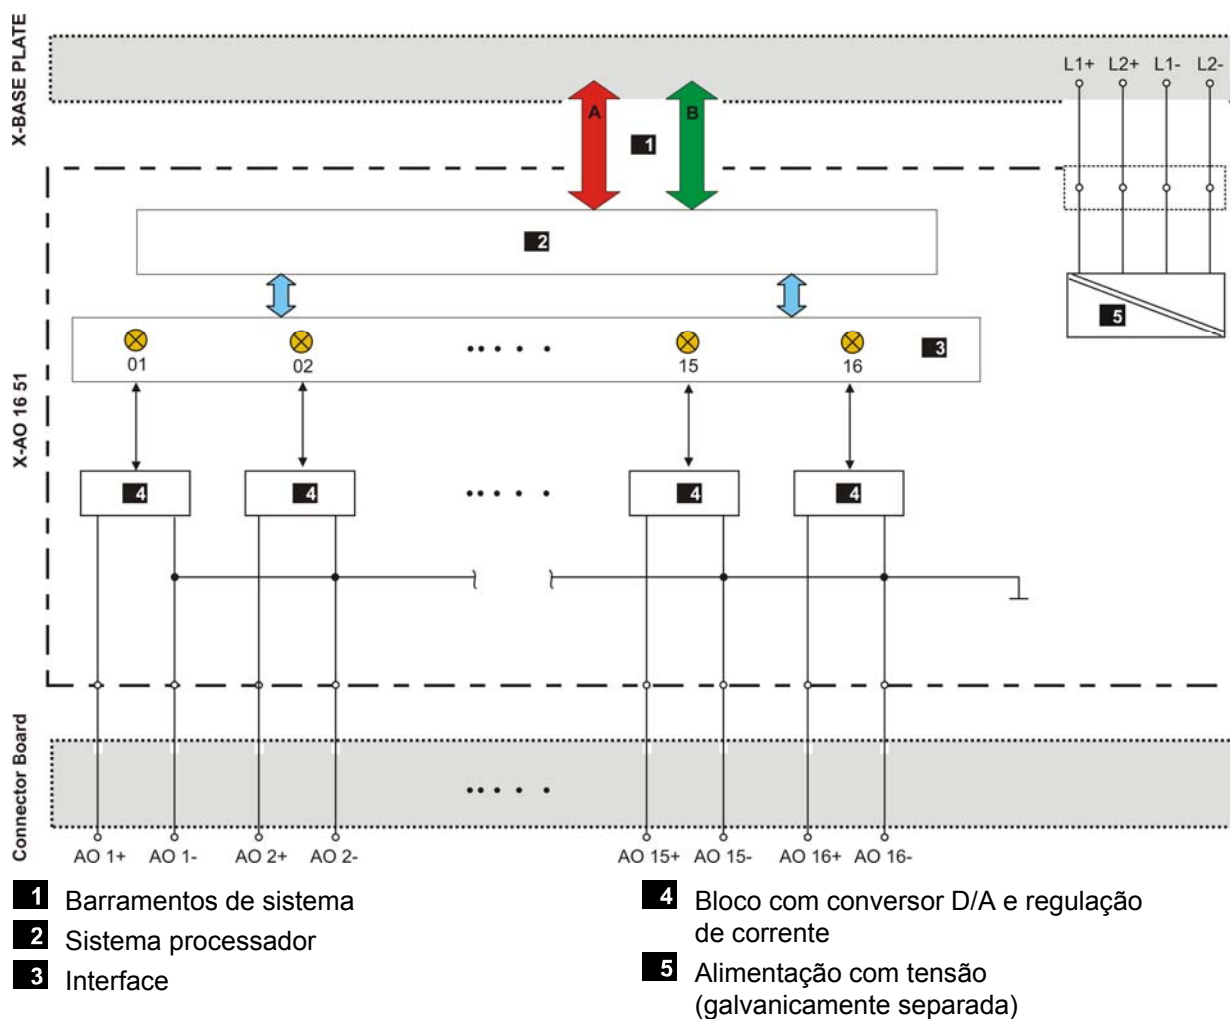 X-BASE PLATE
L1+ L2+ L1- L2-
A
B
1
2
5
01
02
15
16
3
X-AO 16 51
4
4
4
4
Connector Board
AO 1+ AO 1- AO 2+ AO 2- AO 15+ AO 15- AO 16+ AO 16-
1 Barramentos de sistema
2 Sistema processador
3 Interface
4 Bloco com conversor D/A e regulação
de corrente
5 Alimentação com tensão
(galvanicamente separada)